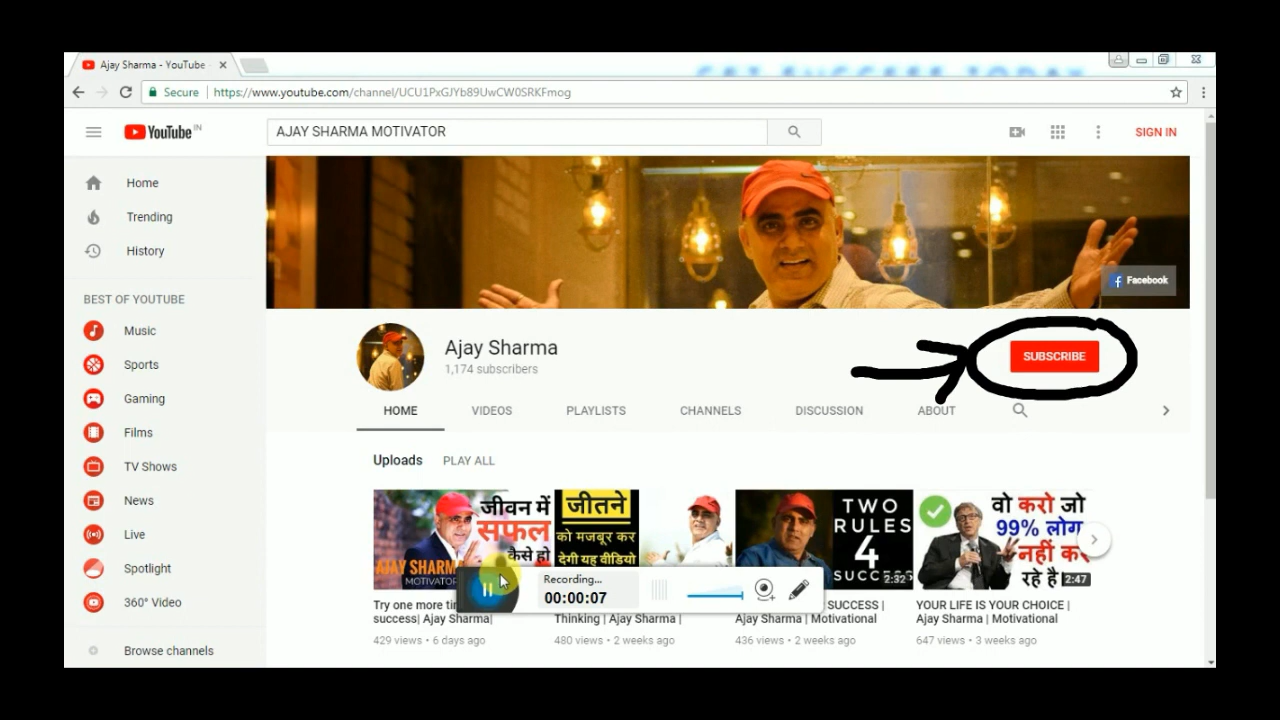 Ajay Sharma - YouTube
GET SUCCESS TODAY
Secure https://www.youtube.com/channel/UCU1PxGJYb89UwCW0SRKFmog
YouTube IN
AJAY SHARMA MOTIVATOR
SIGN IN
Home
Trending
History
BEST OF YOUTUBE
Music
Sports
Gaming
Films
TV Shows
News
Live
Spotlight
360° Video
Browse channels
Facebook
Ajay Sharma
1,174 subscribers
SUBSCRIBE
HOME VIDEOS PLAYLISTS CHANNELS DISCUSSION ABOUT
Uploads PLAY ALL
जीवन में
सफल
कैसे हो
AJAY SHARM
MOTIVATOR
जीतने
को मजबूर कर
देगी यह वीडियो
TWO
RULES
4
SUCCESS
2:32
वो करो जो
99% लोग
नहीं कर
रहे है
2:47
Recording...
00:00:07
Try one more
success| Ajay Sharma|
429 views • 6 days ago
Thinking | Ajay Sharma |
480 views • 2 weeks ago
SUCCESS |
Ajay Sharma | Motivational
436 views • 2 weeks ago
YOUR LIFE IS YOUR CHOICE |
Ajay Sharma | Motivational
647 views • 3 weeks ago